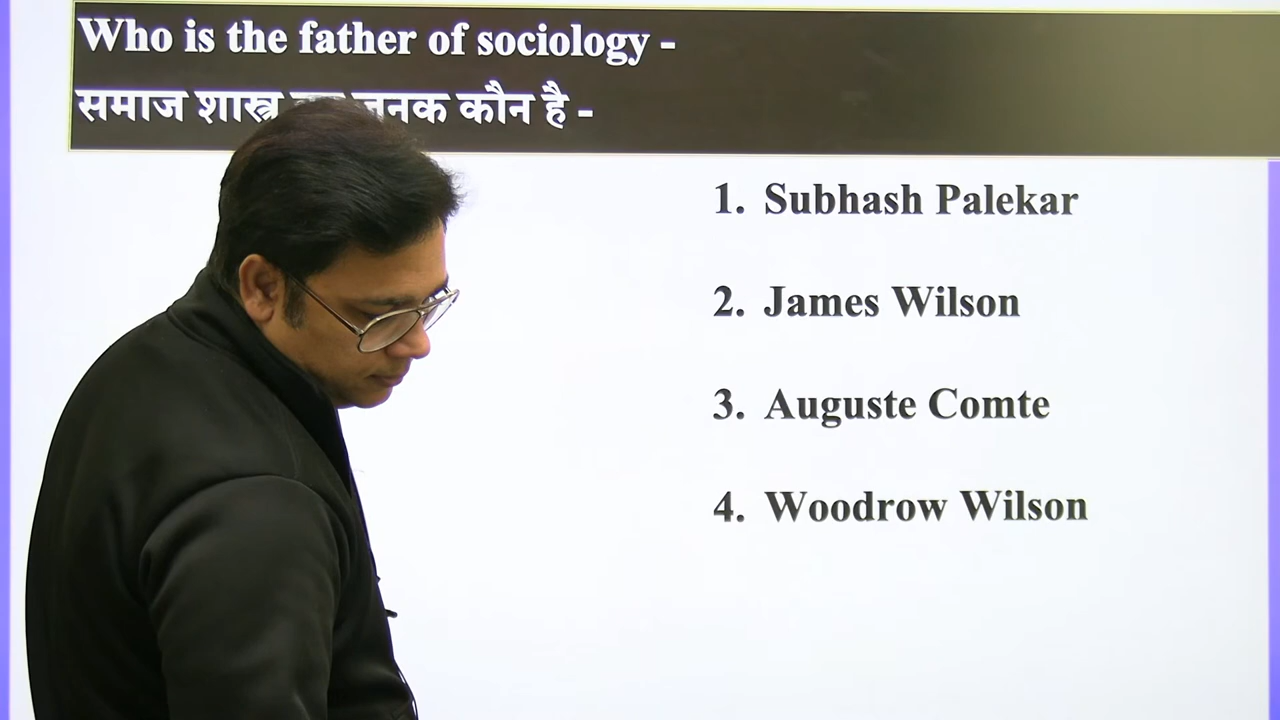 Who is the father of sociology -
समाज शास्त्र जनक कौन है -
1. Subhash Palekar
2. James Wilson
3. Auguste Comte
4. Woodrow Wilson